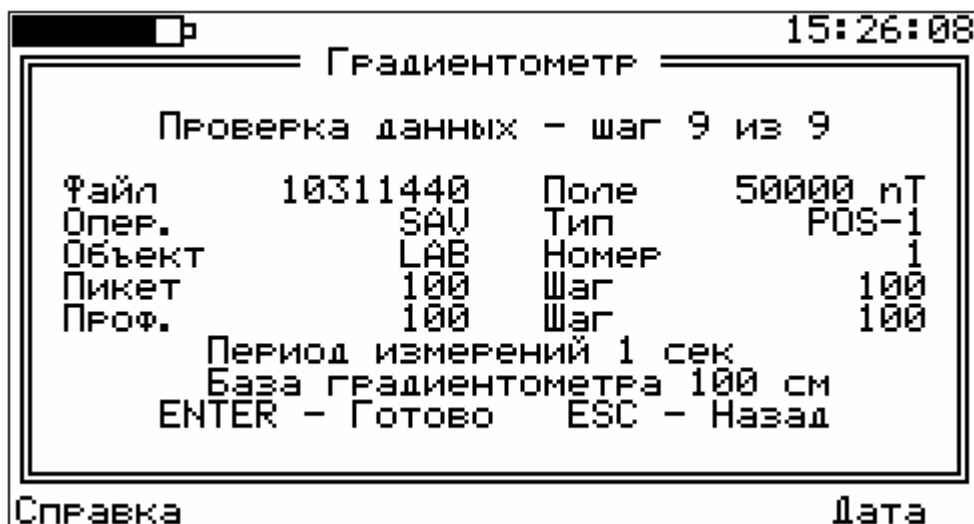 15:26:08
Градиентометр
Проверка данных - шаг 9 из 9
Файл 10311440 Поле 50000 nT
Опер. SAV Тип POS-1
Объект LAB Номер 1
Пикет 100 Шаг 100
Проф. 100 Шаг 100
Период измерений 1 сек
База градиентометра 100 см
ENTER - Готово ESC - Назад
Справка Дата